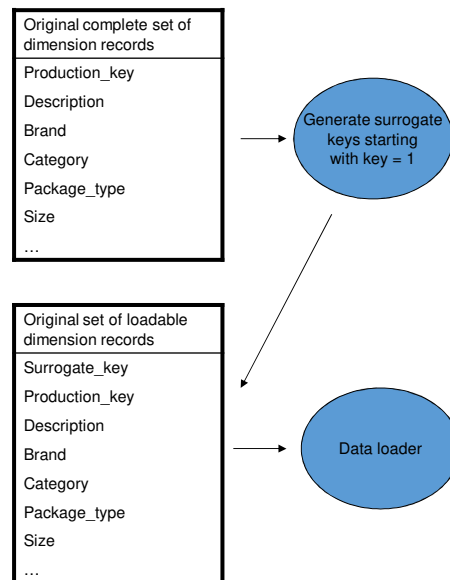 Original complete set of
dimension records
Production_key
Description
Brand
Category
Package_type
Size
…
Generate surrogate
keys starting
with key = 1
Original set of loadable
dimension records
Surrogate_key
Production_key
Description
Brand
Category
Package_type
Size
…
Data loader